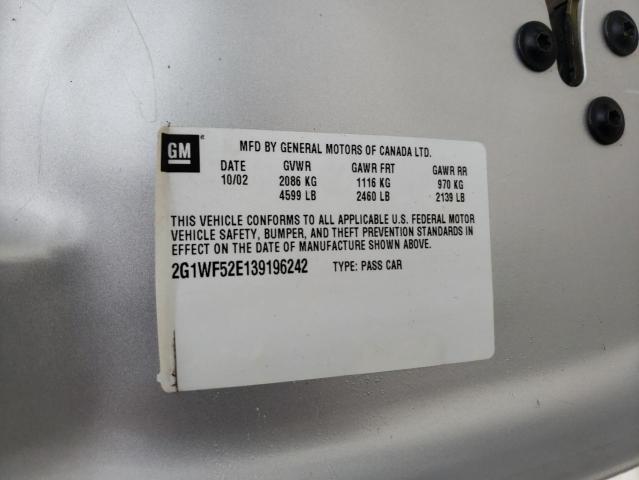 GM MFD BY GENERAL MOTORS OF CANADA LTD.
DATE GVWR GAWR FRT GAWR RR
10/02 2086 KG 1116 KG 970 KG
4599 LB 2460 LB 2139 LB
THIS VEHICLE CONFORMS TO ALL APPLICABLE U.S. FEDERAL MOTOR
VEHICLE SAFETY, BUMPER, AND THEFT PREVENTION STANDARDS IN
EFFECT ON THE DATE OF MANUFACTURE SHOWN ABOVE.
2G1WF52E139196242 TYPE: PASS CAR